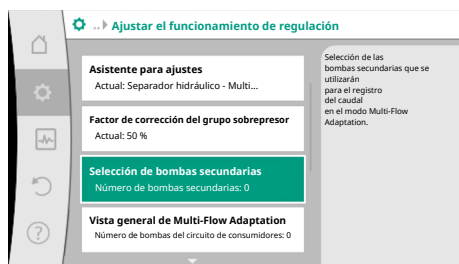 ..▶ Ajustar el funcionamiento de regulación
Asistente para ajustes
Actual: Separador hidráulico - Multi...
Factor de corrección del grupo sobrepresor
Actual: 50 %
Selección de bombas secundarias
Número de bombas secundarias: 0
Vista general de Multi-Flow Adaptation
Número de bombas del circuito de consumidores: 0
Selección de las
bombas secundarias que se
utilizarán
para el registro
del caudal
en el modo Multi-Flow
Adaptation.
?